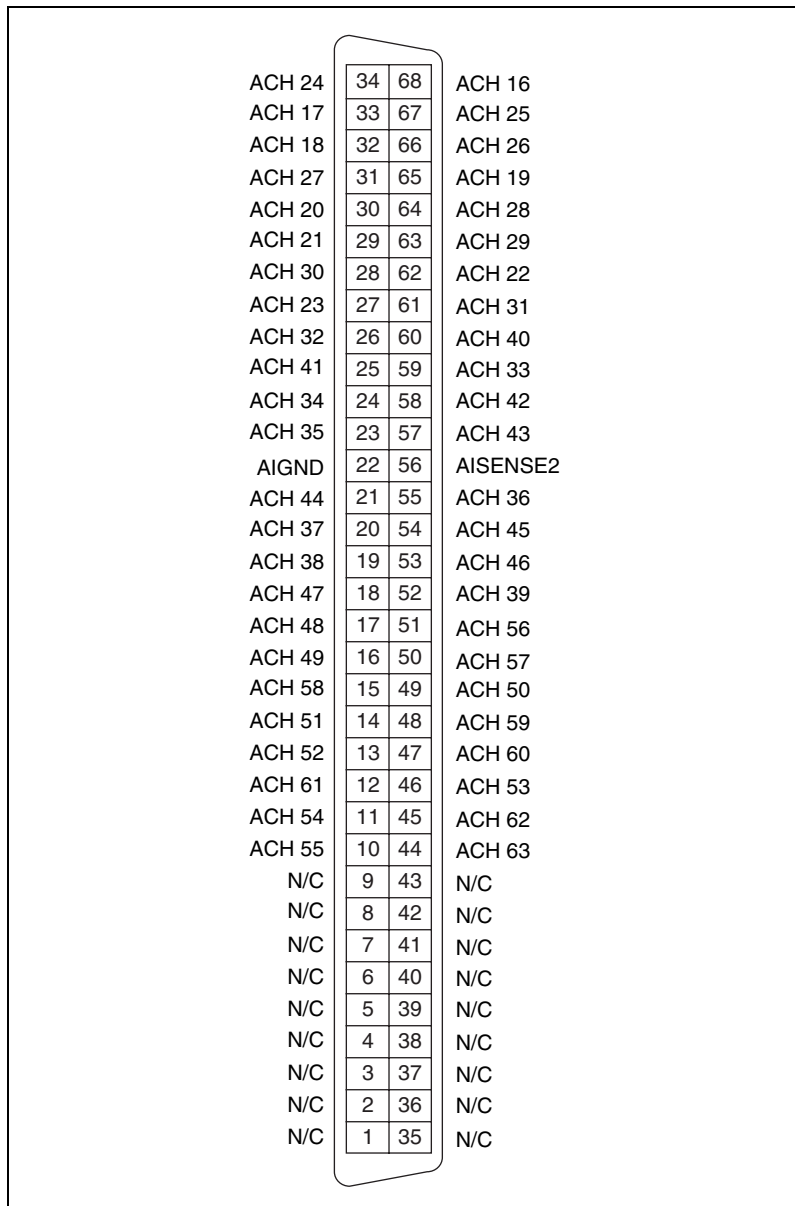 ACH 24 34 68 ACH 16
ACH 17 33 67 ACH 25
ACH 18 32 66 ACH 26
ACH 27 31 65 ACH 19
ACH 20 30 64 ACH 28
ACH 21 29 63 ACH 29
ACH 30 28 62 ACH 22
ACH 23 27 61 ACH 31
ACH 32 26 60 ACH 40
ACH 41 25 59 ACH 33
ACH 34 24 58 ACH 42
ACH 35 23 57 ACH 43
AIGND 22 56 AISENSE2
ACH 44 21 55 ACH 36
ACH 37 20 54 ACH 45
ACH 38 19 53 ACH 46
ACH 47 18 52 ACH 39
ACH 48 17 51 ACH 56
ACH 49 16 50 ACH 57
ACH 58 15 49 ACH 50
ACH 51 14 48 ACH 59
ACH 52 13 47 ACH 60
ACH 61 12 46 ACH 53
ACH 54 11 45 ACH 62
ACH 55 10 44 ACH 63
N/C 9 43 N/C
N/C 8 42 N/C
N/C 7 41 N/C
N/C 6 40 N/C
N/C 5 39 N/C
N/C 4 38 N/C
N/C 3 37 N/C
N/C 2 36 N/C
N/C 1 35 N/C